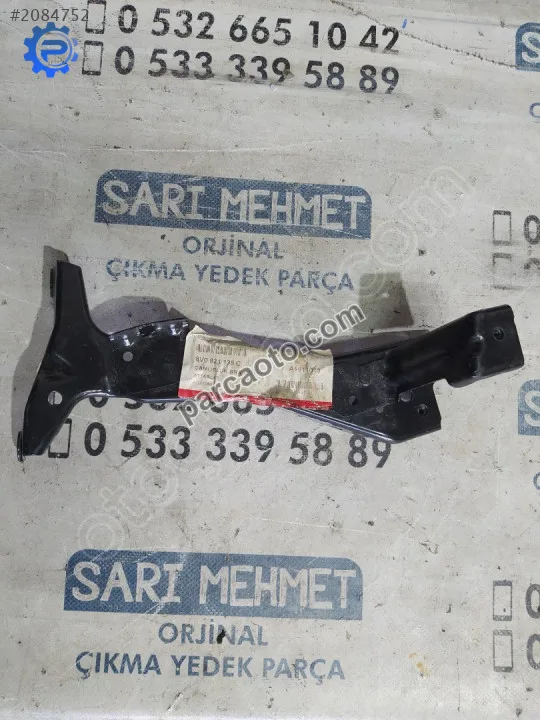 #2084752
0 532 665 10 42
0 533 339 58 89
SARI MEHMET
ORJİNAL
ÇIKMA YEDEK PARÇA
parcaoto.com
0 533 339 58 89
SARI MEHMET
ORJİNAL
ÇIKMA YEDEK PARÇA